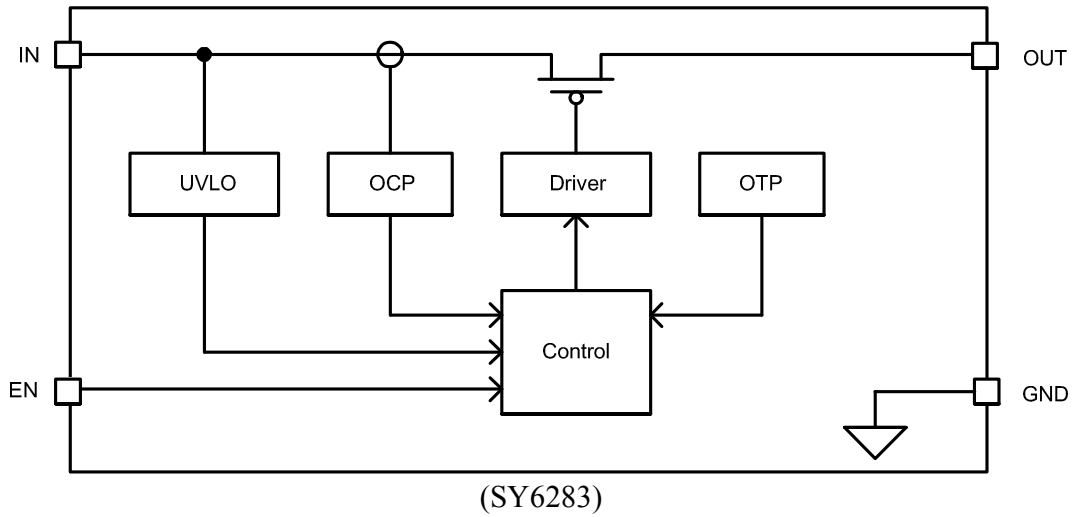 IN
OUT
UVLO
OCP
Driver
OTP
Control
EN
GND
(SY6283)